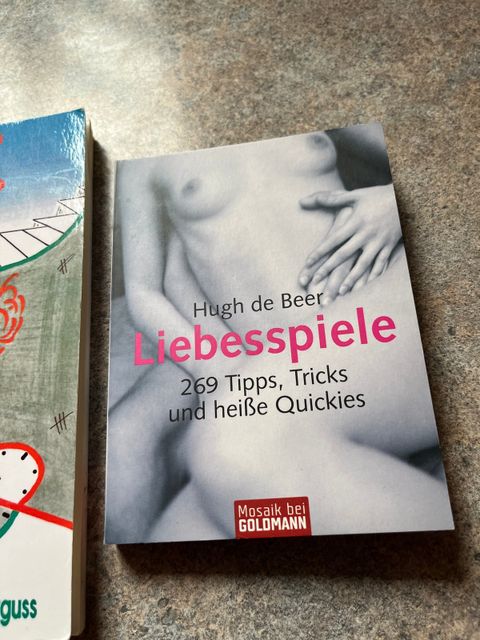 Hugh de Beer
Liebesspiele
269 Tipps, Tricks
und heiße Quickies
Mosaik bei
GOLDMANN
guss